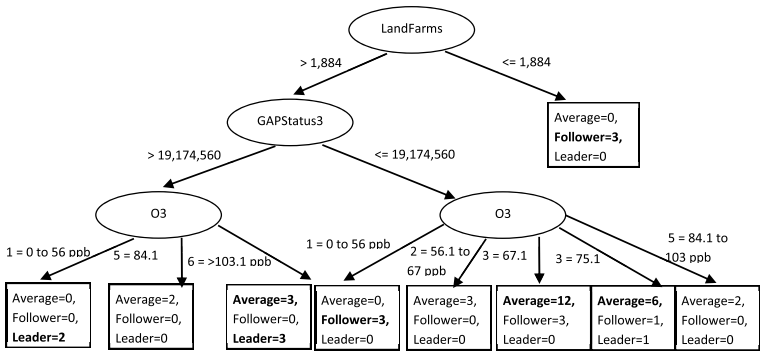 LandFarms
> 1,884
<= 1,884
GAPStatus3
Average=0,
Follower=3,
Leader=0
> 19,174,560
<= 19,174,560
O3
O3
1 = 0 to 56 ppb
5 = 84.1
6 = >103.1 ppb
1 = 0 to 56 ppb
2 = 56.1 to
67 ppb
3 = 67.1
3 = 75.1
5 = 84.1 to
103 ppb
Average=0,
Follower=0,
Leader=2
Average=2,
Follower=0,
Leader=0
Average=3,
Follower=0,
Leader=3
Average=0,
Follower=3,
Leader=0
Average=3,
Follower=0,
Leader=0
Average=12,
Follower=3,
Leader=0
Average=6,
Follower=1,
Leader=1
Average=2,
Follower=0,
Leader=0